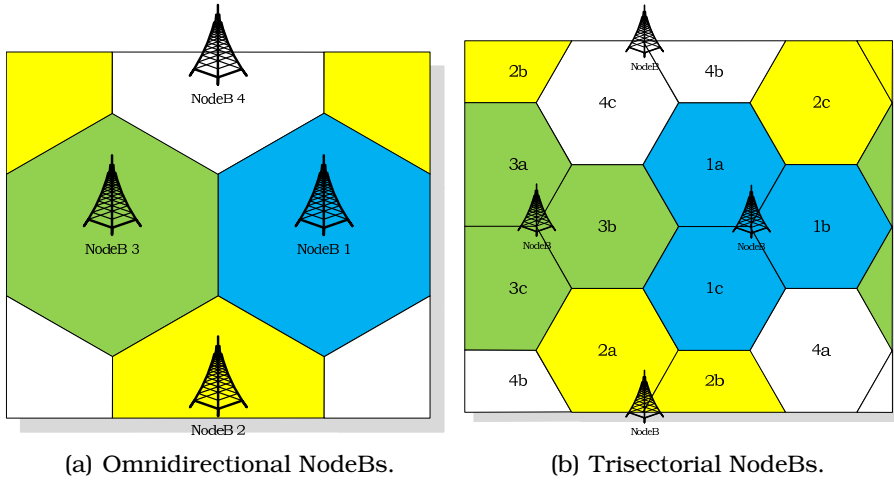 NodeB 4
NodeB 3
NodeB 1
NodeB 2
(a) Omnidirectional NodeBs.
NodeB
2b
4b
4c
2c
3a
1a
NodeB
NodeB
3b
1b
3c
1c
2a
4a
4b
2b
NodeB
(b) Trisectorial NodeBs.